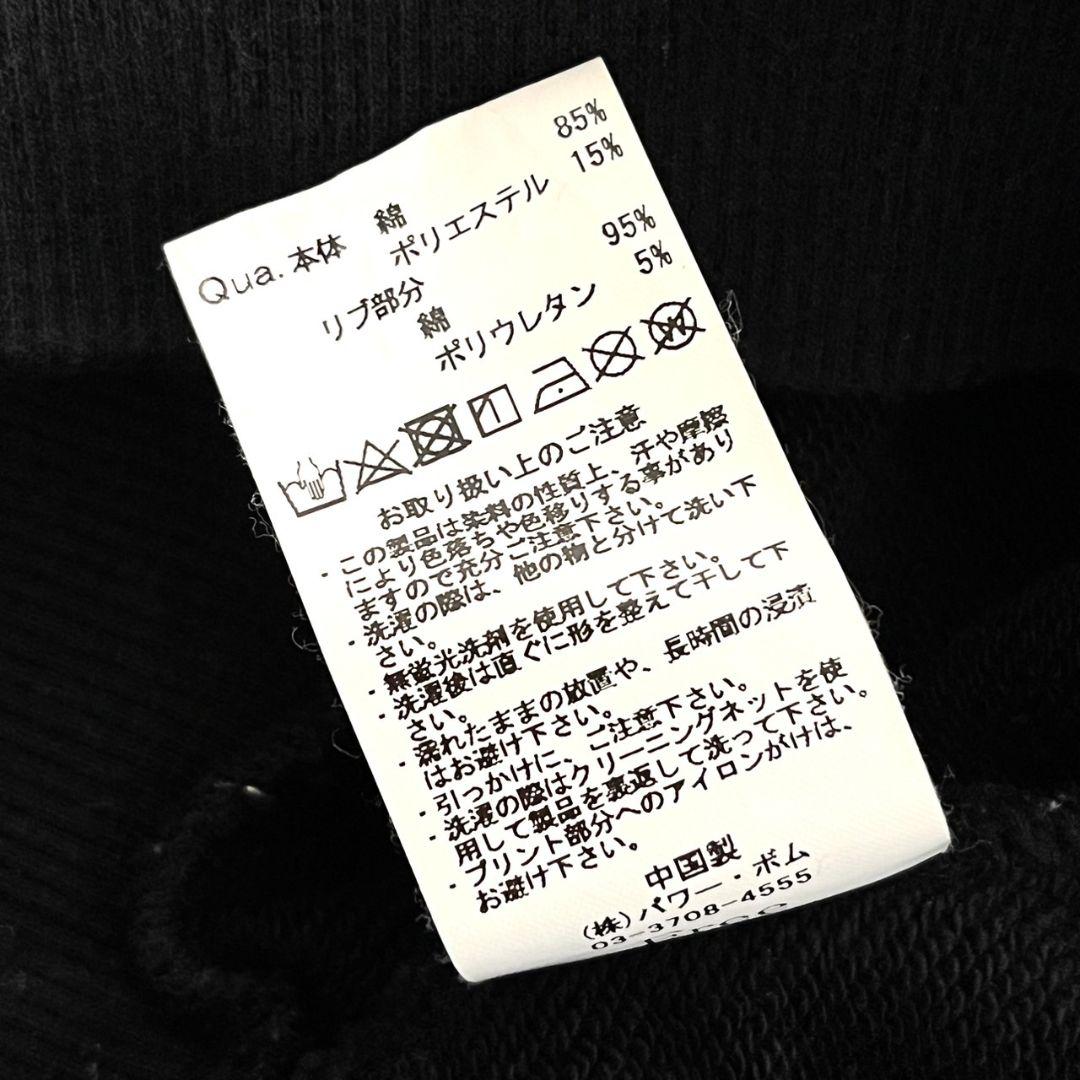 Qua. 本体 綿 85%
ポリエステル 15%
リブ部分
綿 95%
ポリウレタン 5%
お取り扱い上のご注意
・この製品は染料の性質上、汗や摩擦
により色落ちや色移りする事があり
ますので充分ご注意下さい。
・洗濯の際は、他の物と分けて洗い下
さい。
・無蛍光洗剤を使用して下さい。
・洗濯後は直ぐに形を整えて干して下
さい。
・濡れたままの放置や、長時間の浸漬
はお避け下さい。
・引っかけに、ご注意下さい。
・洗濯の際はクリーニングネットを使
用して製品を裏返して洗って下さい。
・プリント部分へのアイロンがけは、
お避け下さい。
中国製
(株)パワー・ボム
03-3708-4555